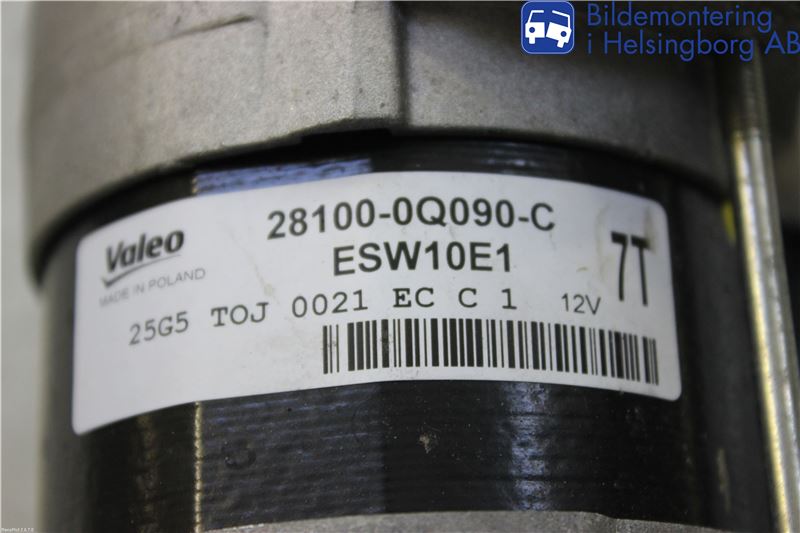 Bildemontering
i Helsingborg AB
Valeo
MADE IN POLAND
28100-0Q090-C
ESW10E1
7T
25G5 TOJ 0021 EC C 1 12V